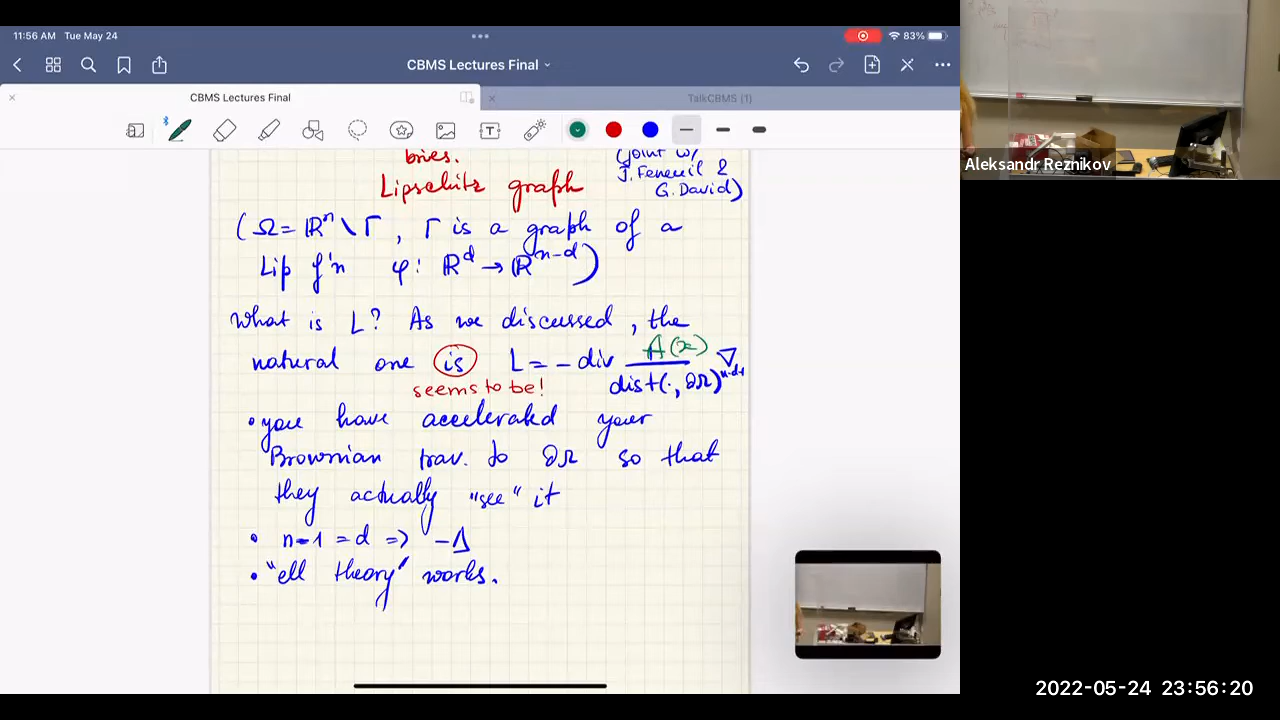 11:56 AM Tue May 24
83%
CBMS Lectures Final
CBMS Lectures Final
TalkCBMS (1)
Aleksandr Reznikov
bries.
(joint w/
J. Feneuil &
G. David)
Lipschitz graph
(Ω = ℝⁿ \ Γ, Γ is a graph of a
Lip f'n φ: ℝᵈ → ℝⁿ⁻ᵈ)
What is L? As we discussed, the
natural one is L = - div A(x) / dist(·, ∂Ω)ⁿ⁻ᵈ⁻¹ ∇
seems to be!
• you have accelerated your
Brownian trav. to ∂Ω so that
they actually "see" it
• n-1 = d => -Δ
• "ell theory" works.
2022-05-24 23:56:20